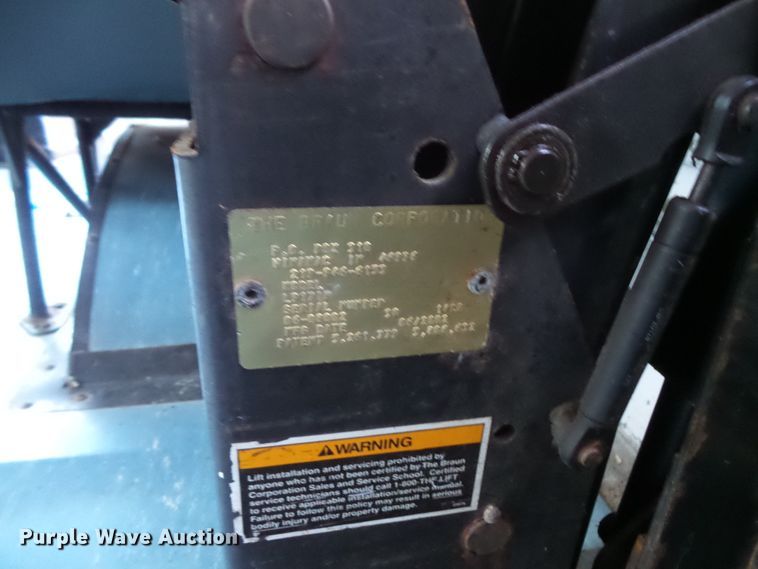 THE BRAUN CORPORATIO
P.O. BOX 310
WINAMAC IN
MODEL
SERIAL NUMBER
MFG DATE
PATENT
WARNING
Lift installation and servicing prohibited by
anyone who has not been certified by The Braun
Corporation Sales and Service School. Certified
service technicians should call 1-800-THE LIFT
to receive applicable installation/service manual.
Failure to follow this policy may result in serious
bodily injury and/or property damage.
Purple Wave Auction